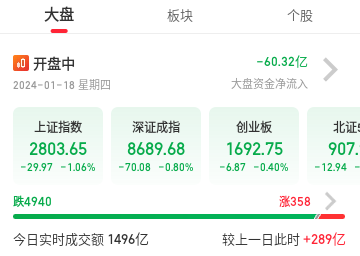 大盘 板块 个股
开盘中 -60.32亿
2024-01-18 星期四 大盘资金净流入
上证指数 深证成指 创业板 北证
2803.65 8689.68 1692.75 907.
-29.97 -1.06% -70.08 -0.80% -6.87 -0.40% -12.94
跌4940 涨358
今日实时成交额 1496亿 较上一日此时 +289亿